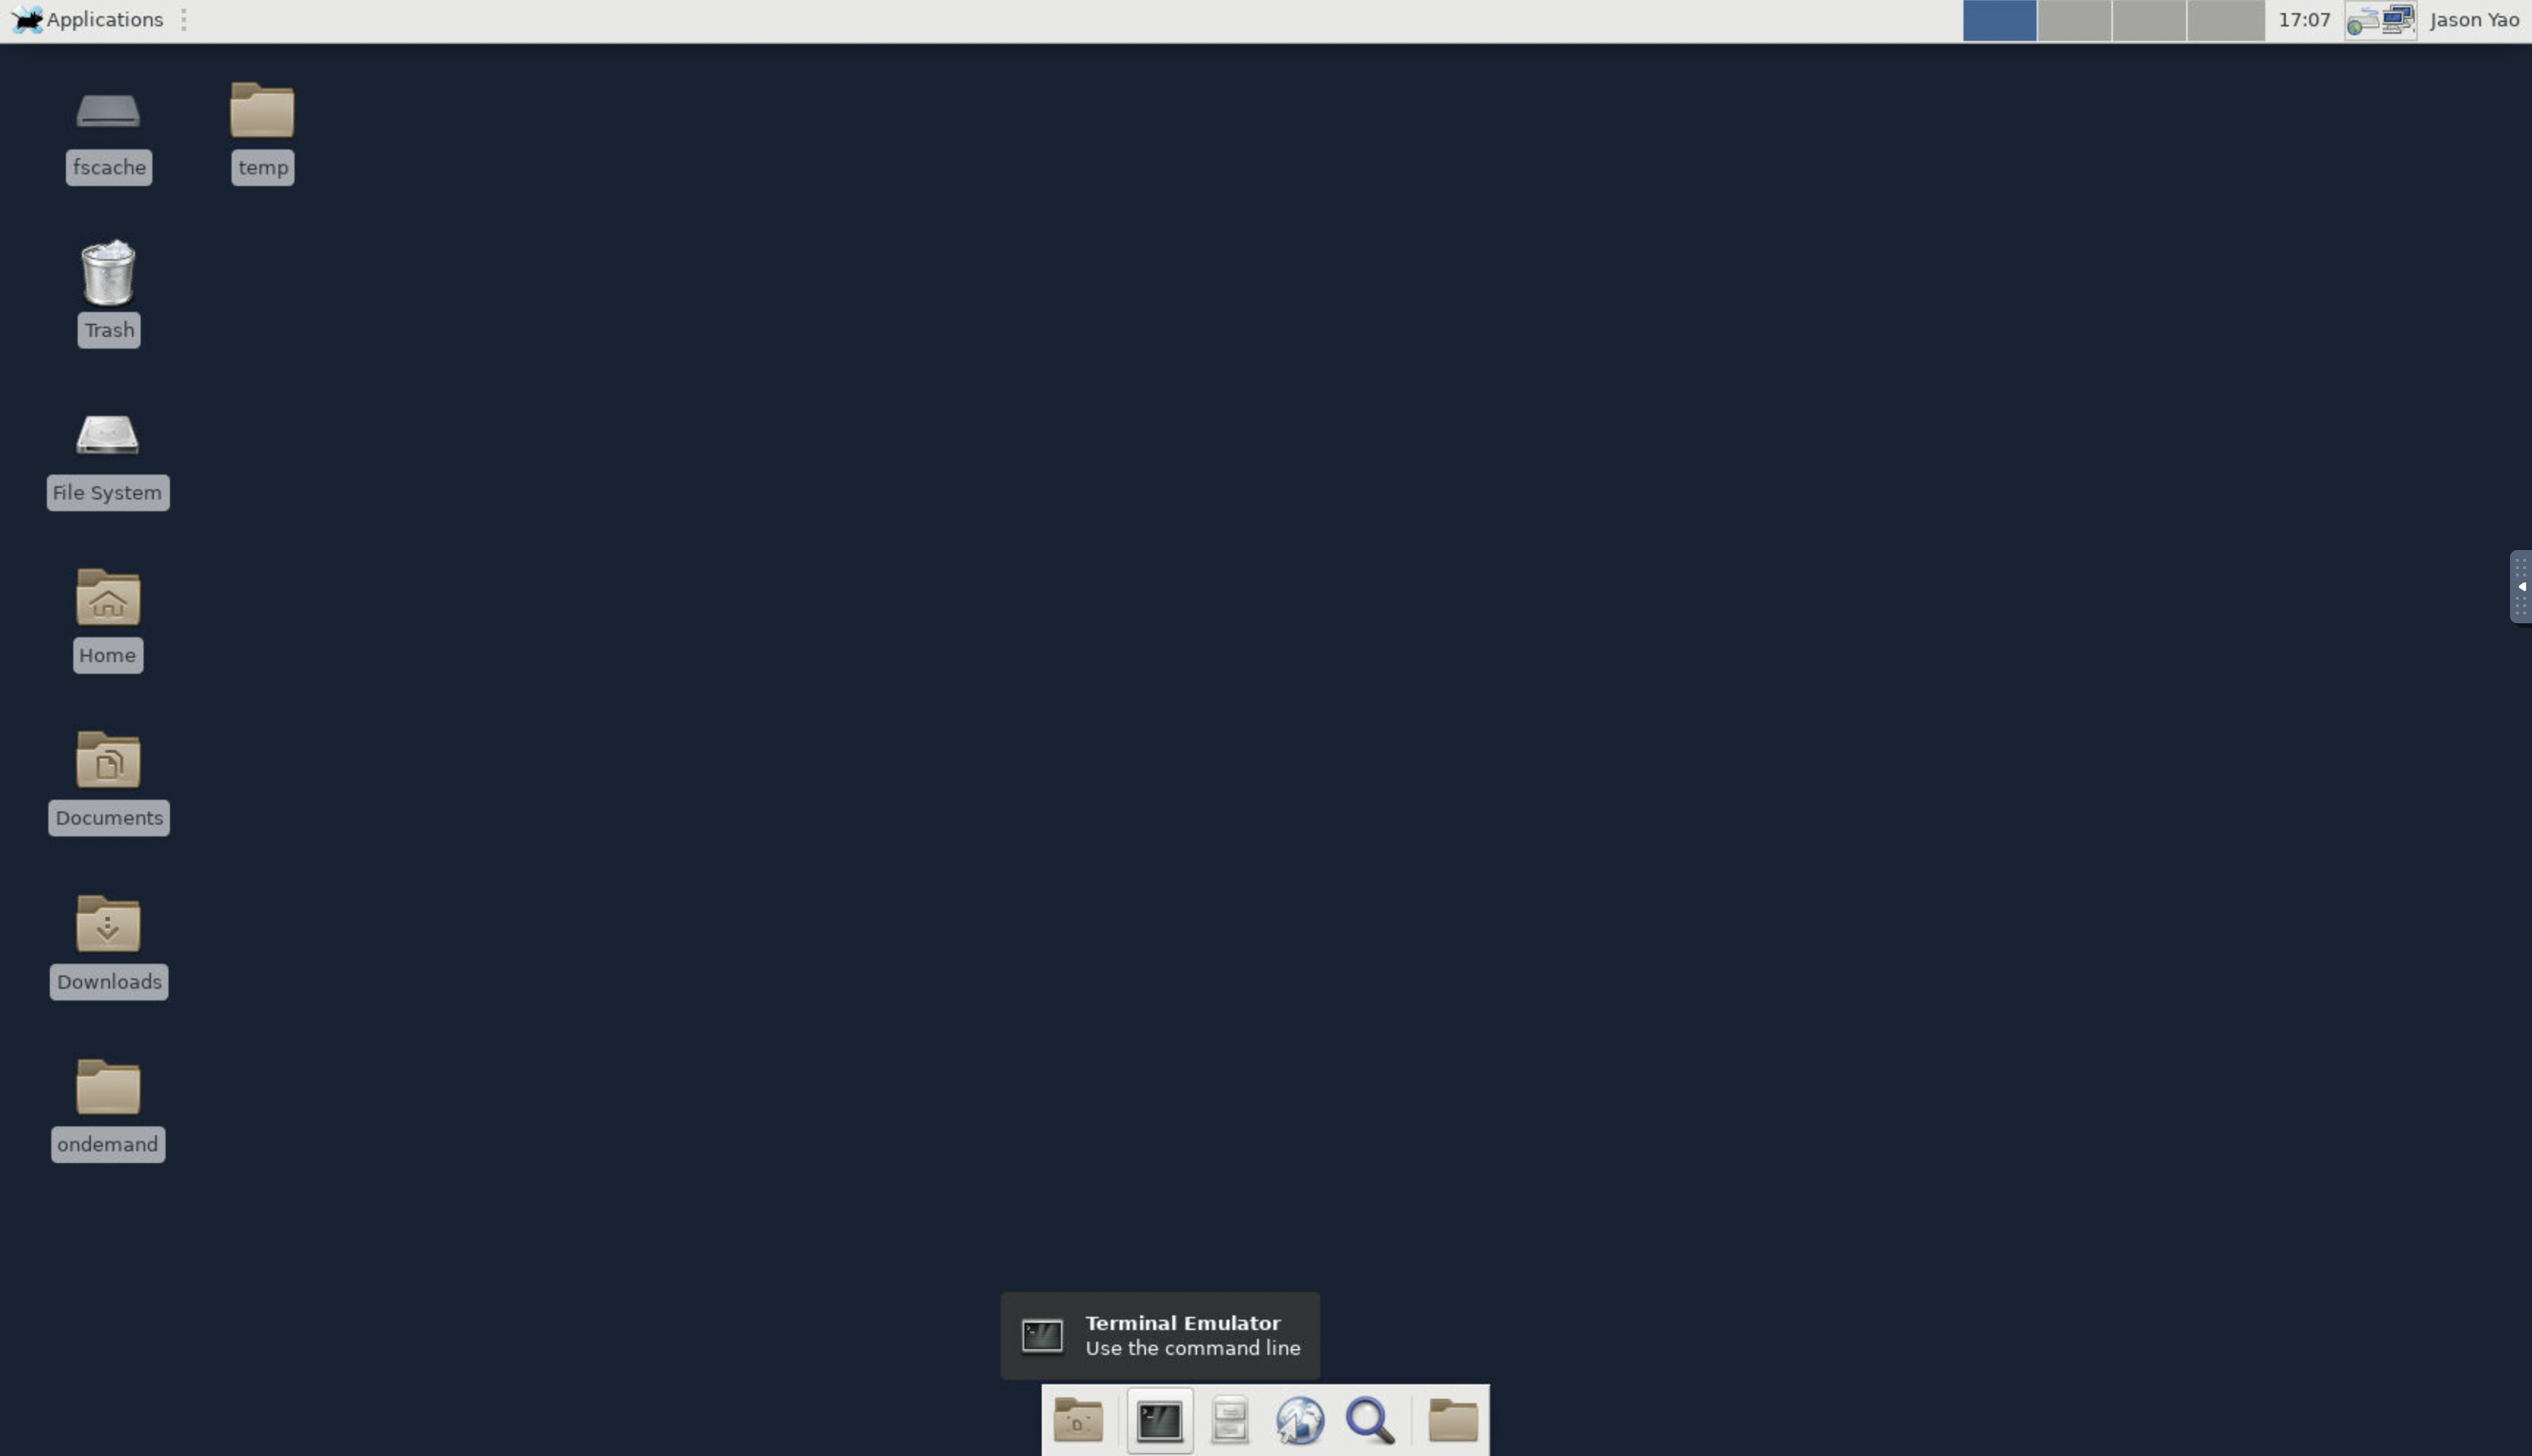 Applications
17:07
Jason Yao
fscache
temp
Trash
File System
Home
Documents
Downloads
ondemand
Terminal Emulator
Use the command line